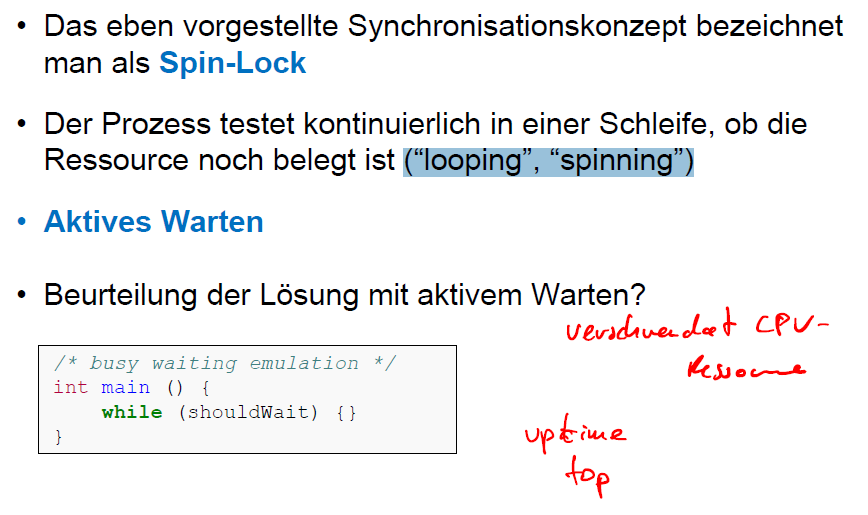 • Das eben vorgestellte Synchronisationskonzept bezeichnet
man als Spin-Lock
• Der Prozess testet kontinuierlich in einer Schleife, ob die
Ressource noch belegt ist (“looping”, “spinning”)
• Aktives Warten
• Beurteilung der Lösung mit aktivem Warten?
verschwendet CPU-
Ressource
/* busy waiting emulation */
int main () {
    while (shouldWait) {}
}
uptime
top